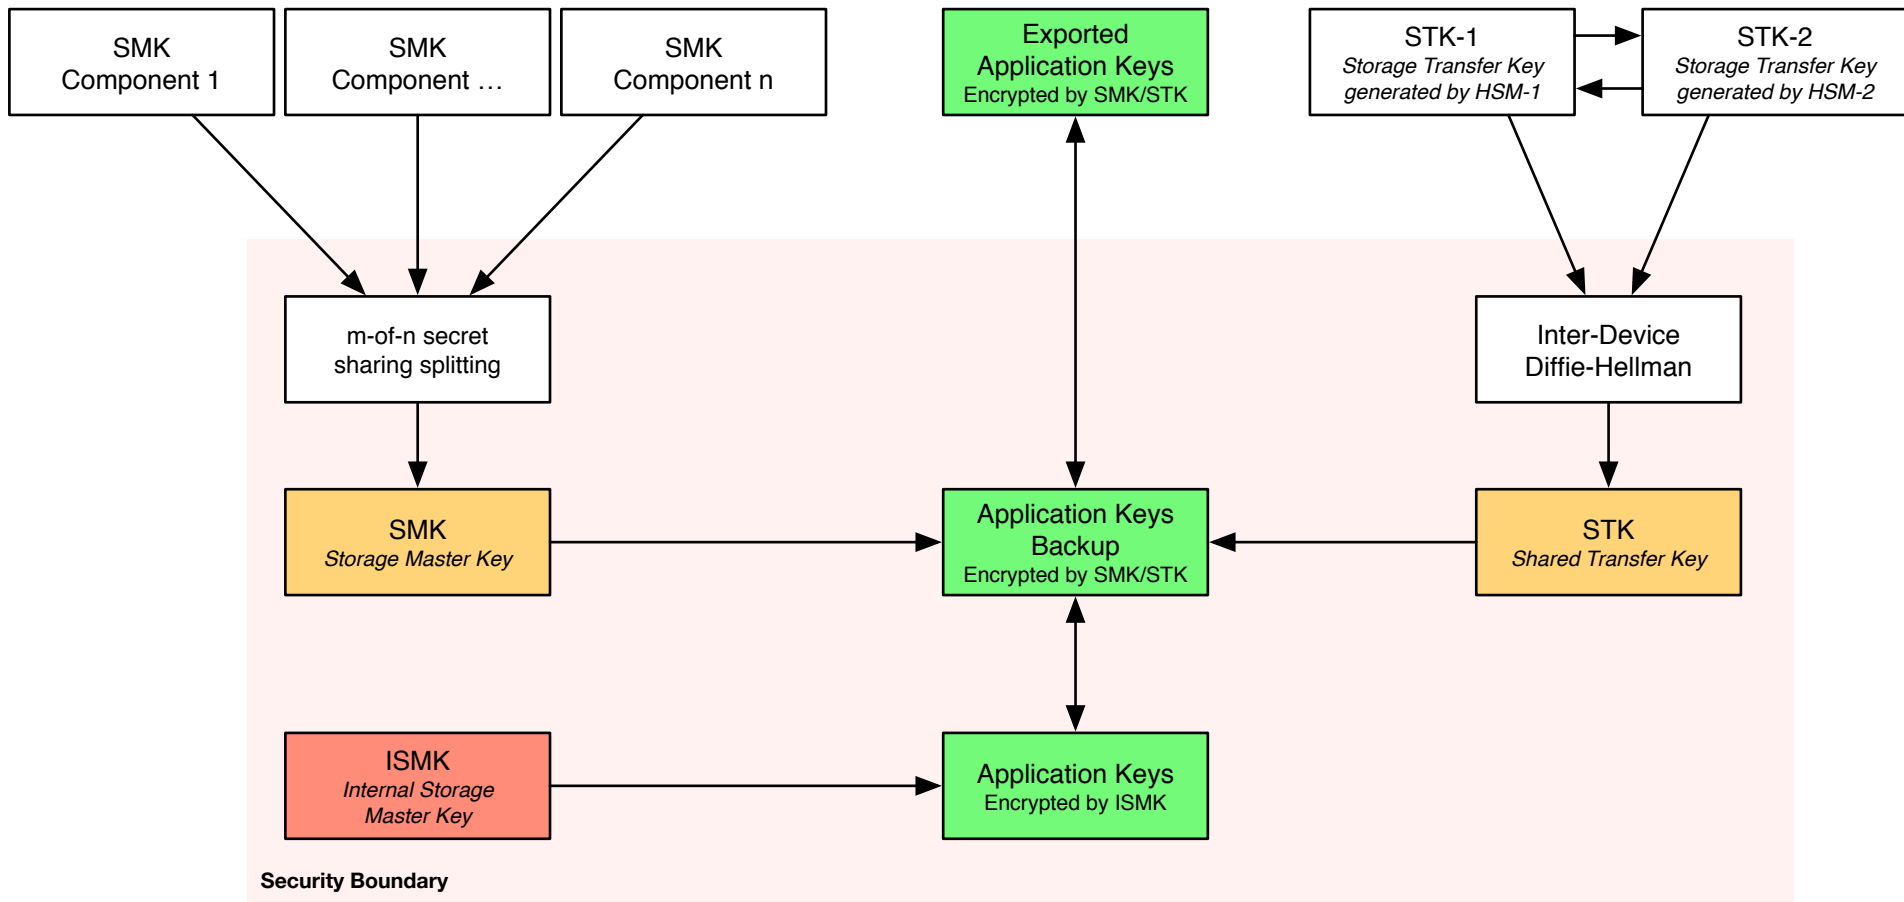 SMK
Component 1
SMK
Component …
SMK
Component n
Exported
Application Keys
Encrypted by SMK/STK
STK-1
Storage Transfer Key
generated by HSM-1
STK-2
Storage Transfer Key
generated by HSM-2
m-of-n secret
sharing splitting
Inter-Device
Diffie-Hellman
SMK
Storage Master Key
Application Keys
Backup
Encrypted by SMK/STK
STK
Shared Transfer Key
ISMK
Internal Storage
Master Key
Application Keys
Encrypted by ISMK
Security Boundary